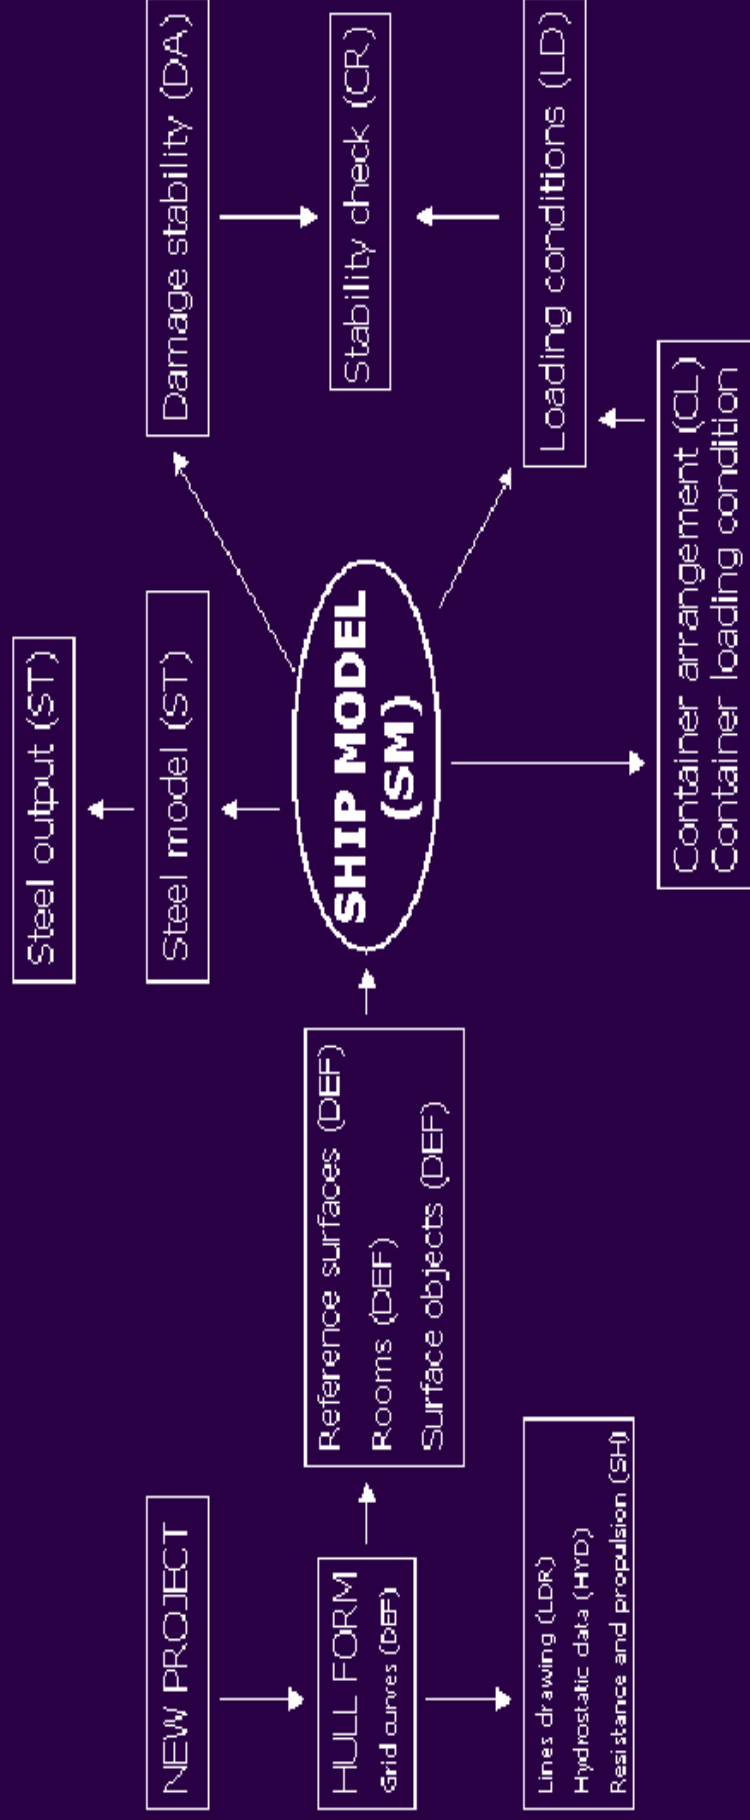 NEW PROJECT
HULL FORM
Grid curves (DEF)
Lines drawing (LDR)
Hydrostatic data (HYD)
Resistance and propulsion (SH)
Reference surfaces (DEF)
Rooms (DEF)
Surface objects (DEF)
SHIP MODEL
(SM)
Steel output (ST)
Steel model (ST)
Damage stability (DA)
Stability check (CR)
Loading conditions (LD)
Container arrangement (CL)
Container loading condition